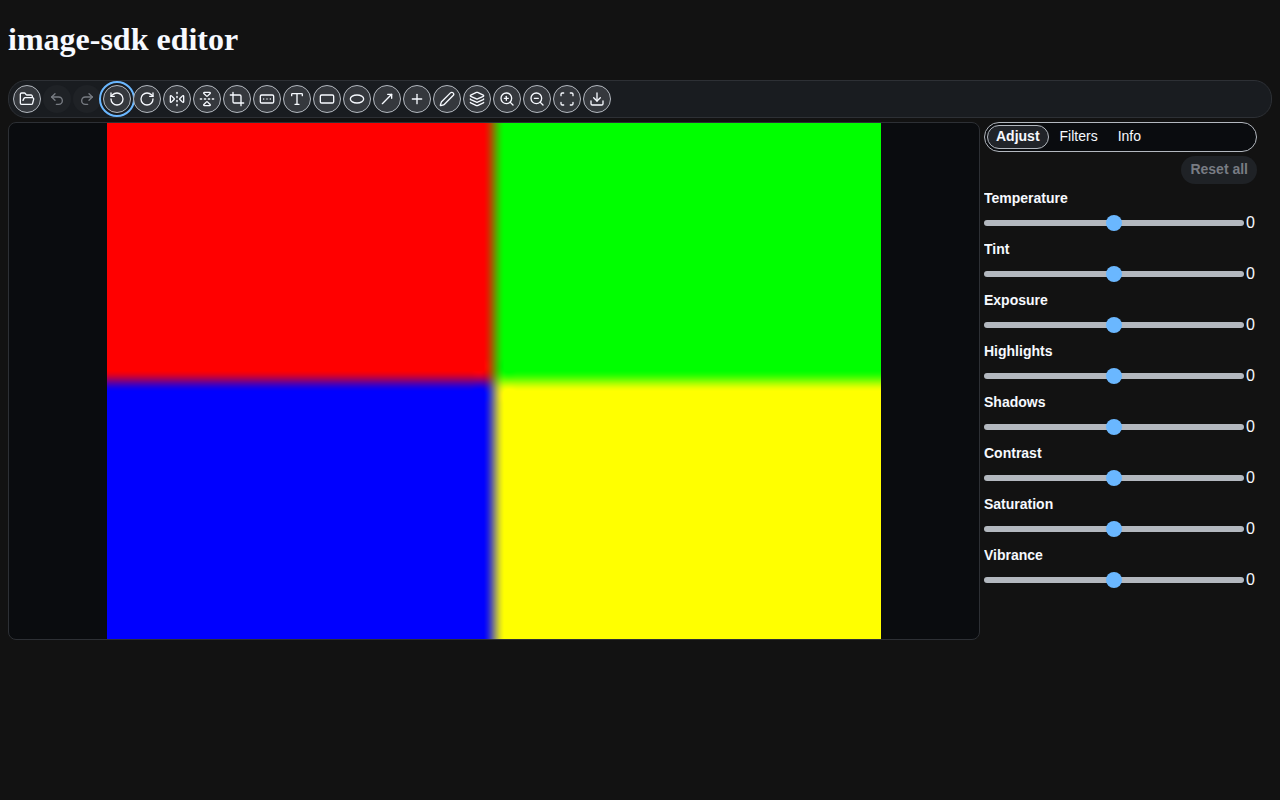 image-sdk editor
Adjust Filters Info
Reset all
Temperature
0
Tint
0
Exposure
0
Highlights
0
Shadows
0
Contrast
0
Saturation
0
Vibrance
0